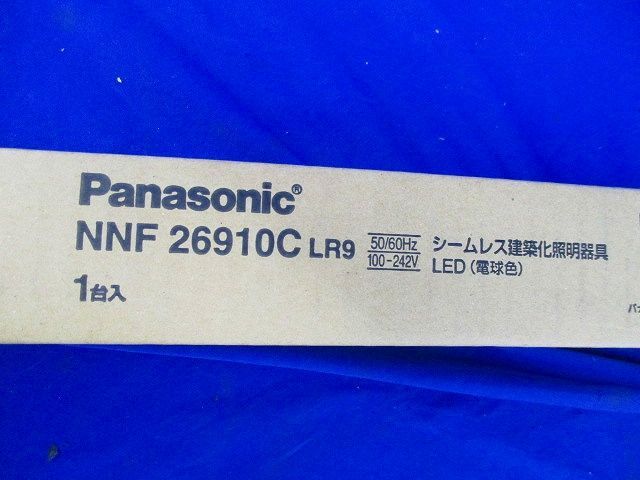 Panasonic®
NNF 26910C LR9
50/60Hz
100-242V
シームレス建築化照明器具
LED（電球色）
1台入